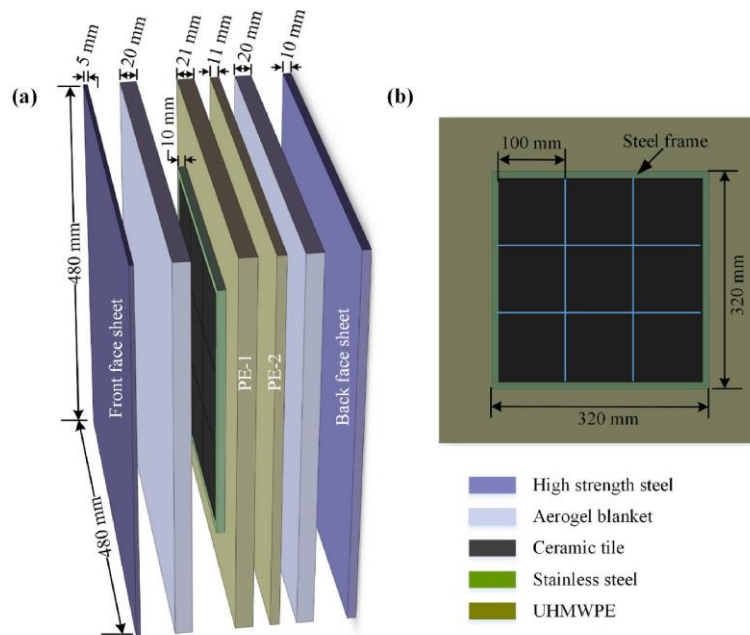 (a)
5 mm
20 mm
21 mm
11 mm
20 mm
10 mm
10 mm
480 mm
480 mm
Front face sheet
PE-1
PE-2
Back face sheet
(b)
100 mm
Steel frame
320 mm
320 mm
High strength steel
Aerogel blanket
Ceramic tile
Stainless steel
UHMWPE